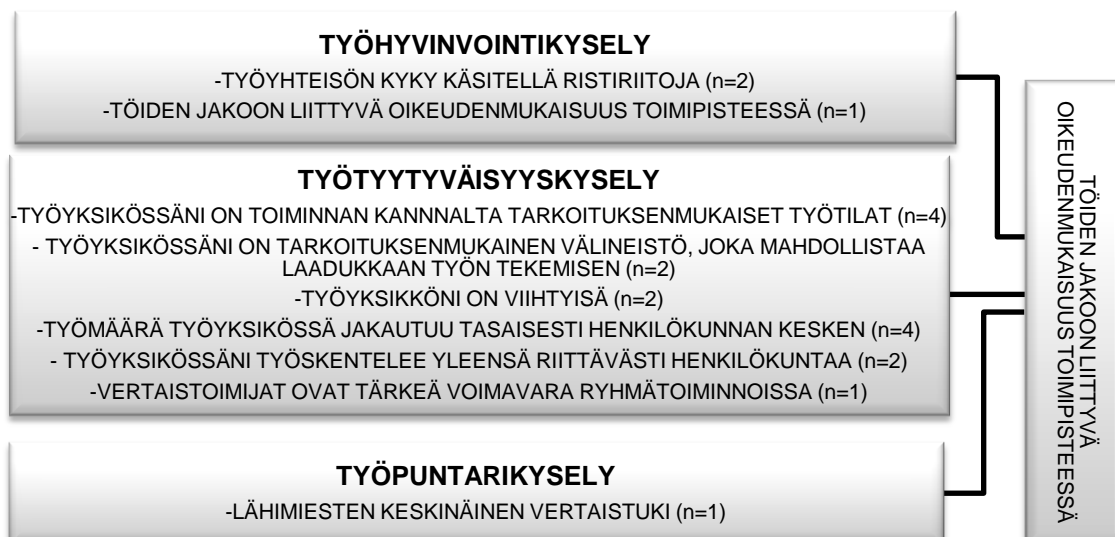 TYÖHYVINVOINTIKYSELY
-TYÖYHTEISÖN KYKY KÄSITELLÄ RISTIRIITOJA (n=2)
-TÖIDEN JAKOON LIITTYVÄ OIKEUDENMUKAISUUS TOIMIPISTEESSÄ (n=1)
TYÖTYYTYVÄISYYSKYSELY
-TYÖYKSIKÖSSÄNI ON TOIMINNAN KANNNALTA TARKOITUKSENMUKAISET TYÖTILAT (n=4)
- TYÖYKSIKÖSSÄNI ON TARKOITUKSENMUKAINEN VÄLINEISTÖ, JOKA MAHDOLLISTAA
LAADUKKAAN TYÖN TEKEMISEN (n=2)
-TYÖYKSIKKÖNI ON VIIHTYISÄ (n=2)
-TYÖMÄÄRÄ TYÖYKSIKÖSSÄ JAKAUTUU TASAISESTI HENKILÖKUNNAN KESKEN (n=4)
- TYÖYKSIKÖSSÄNI TYÖSKENTELEE YLEENSÄ RIITTÄVÄSTI HENKILÖKUNTAA (n=2)
-VERTAISTOIMIJAT OVAT TÄRKEÄ VOIMAVARA RYHMÄTOIMINNOISSA (n=1)
TYÖPUNTARIKYSELY
-LÄHIMIESTEN KESKINÄINEN VERTAISTUKI (n=1)
TÖIDEN JAKOON LIITTYVÄ
OIKEUDENMUKAISUUS TOIMIPISTEESSÄ